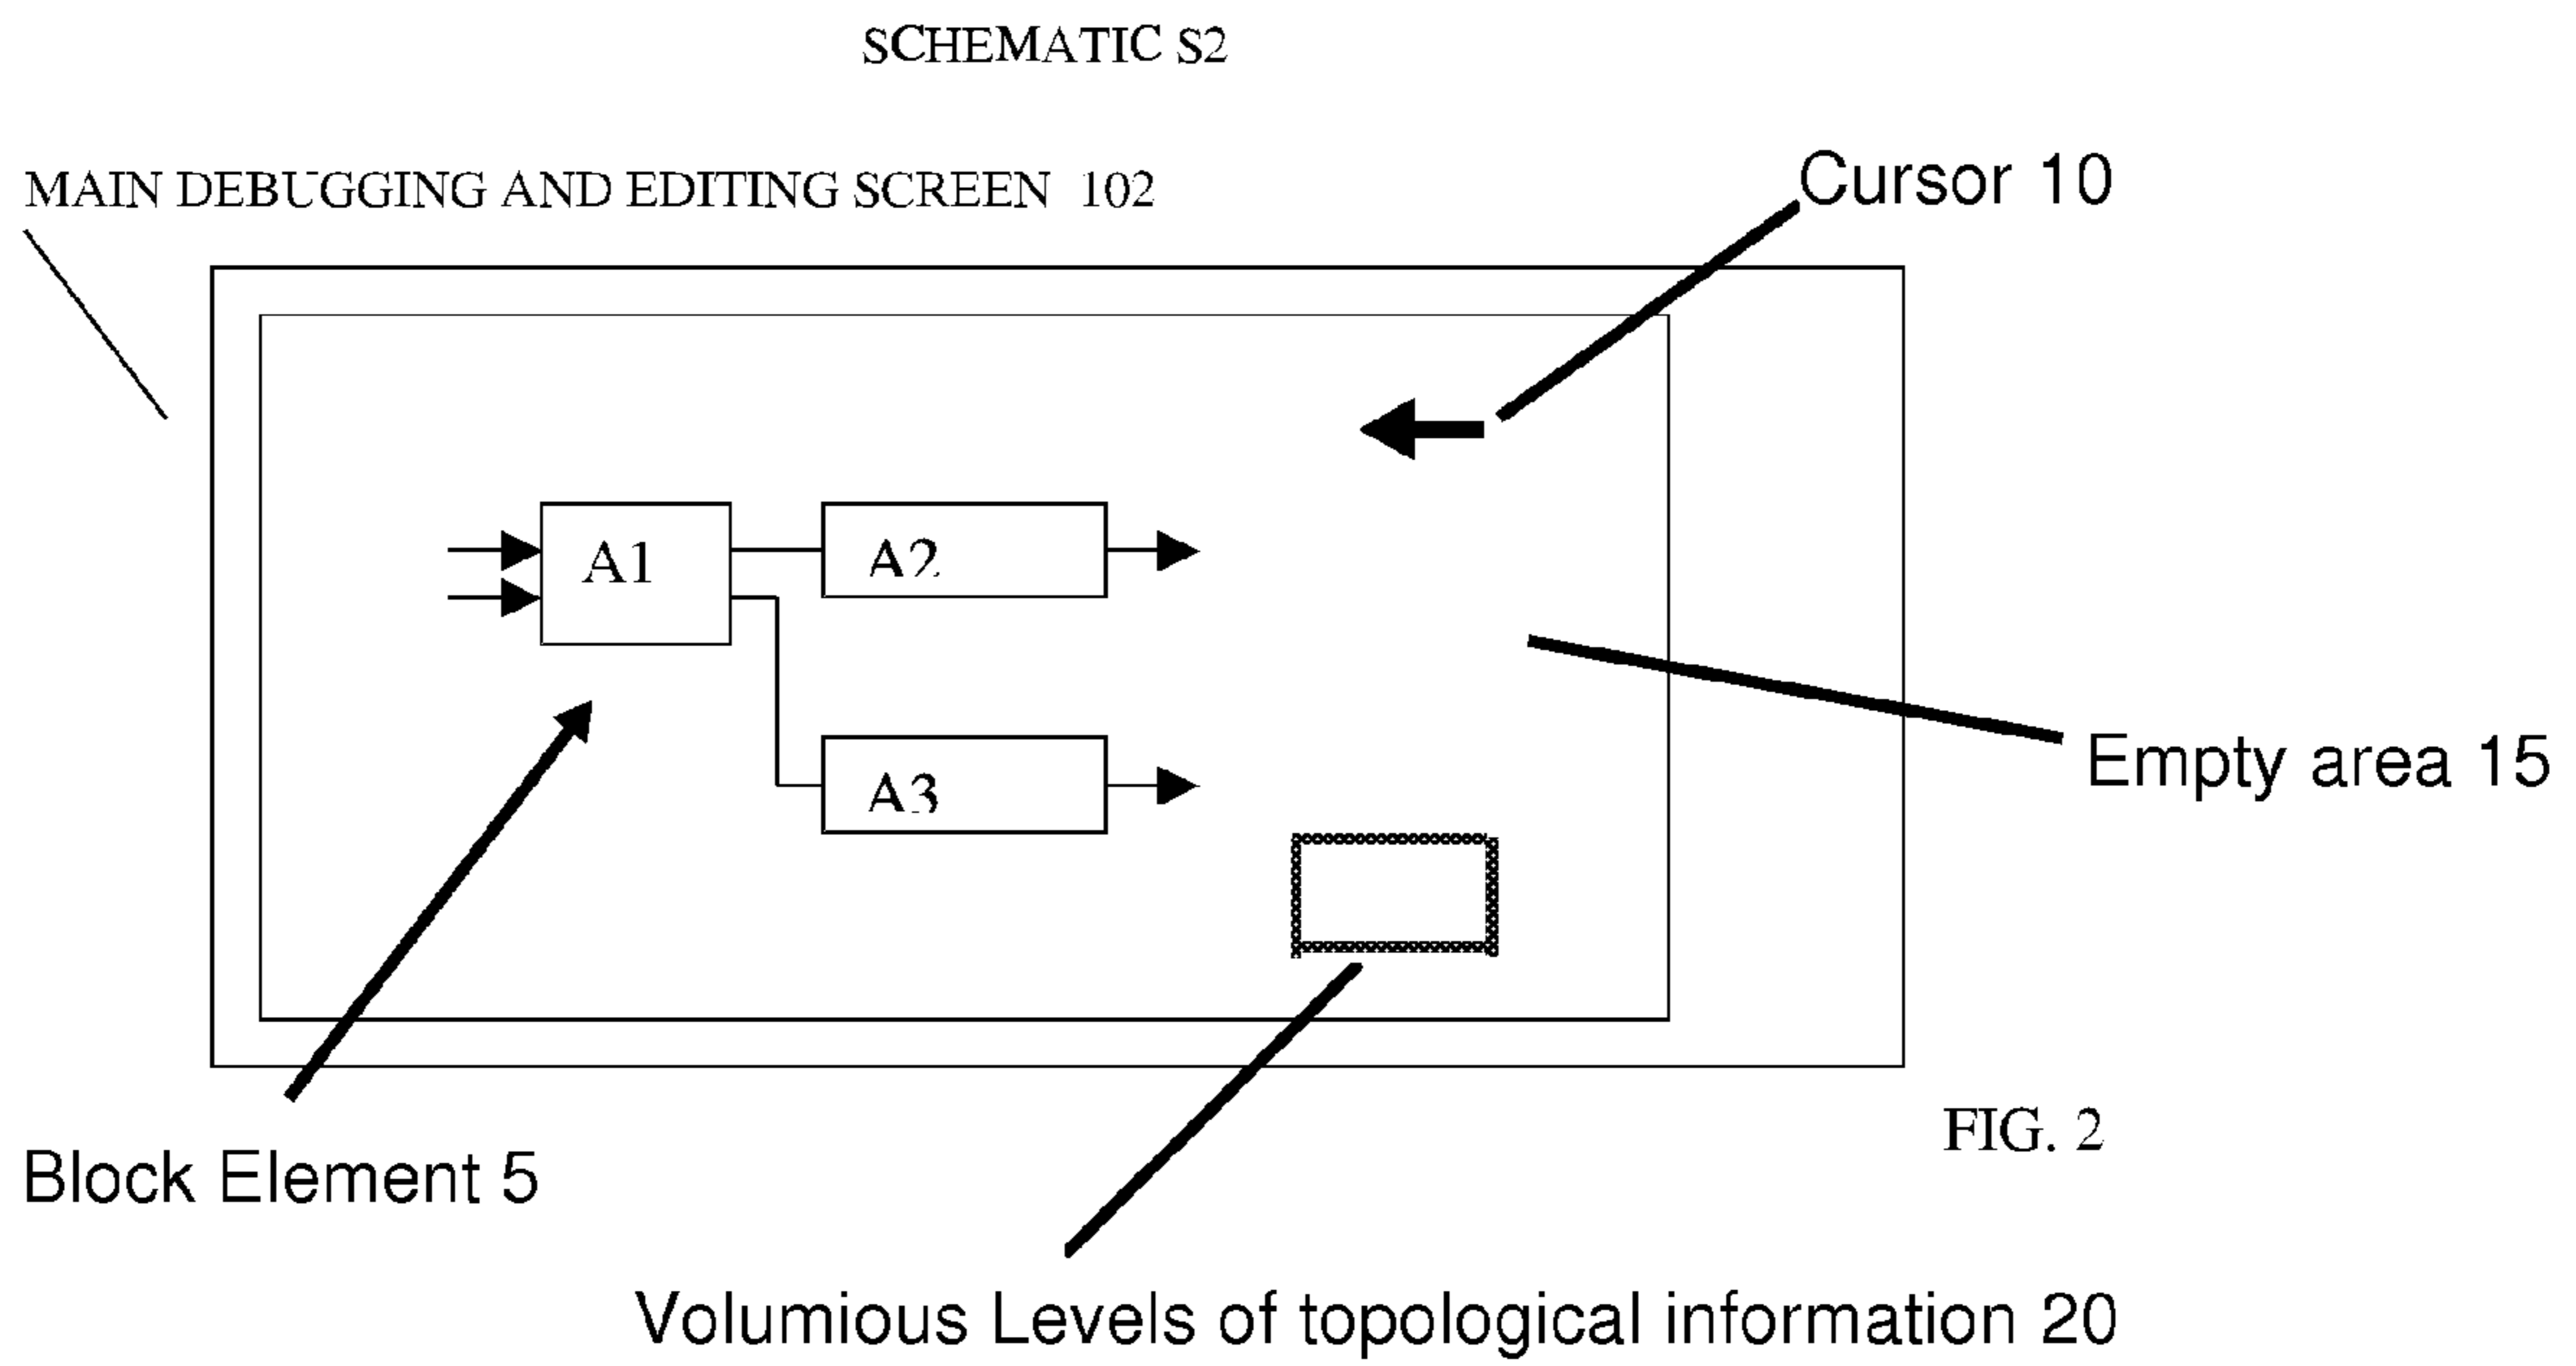 SCHEMATIC S2
MAIN DEBUGGING AND EDITING SCREEN 102
Cursor 10
A1
A2
Empty area 15
A3
FIG. 2
Block Element 5
Volumious Levels of topological information 20